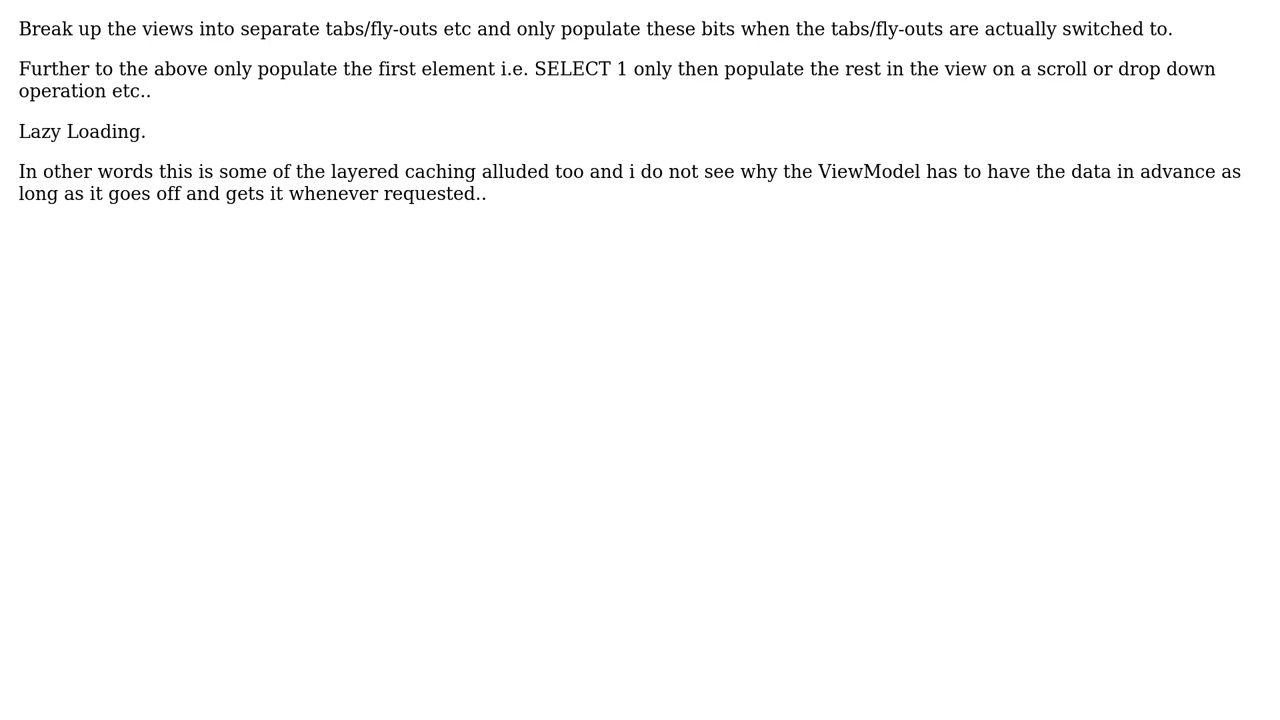 Break up the views into separate tabs/fly-outs etc and only populate these bits when the tabs/fly-outs are actually switched to.
Further to the above only populate the first element i.e. SELECT 1 only then populate the rest in the view on a scroll or drop down
operation etc..
Lazy Loading.
In other words this is some of the layered caching alluded too and i do not see why the ViewModel has to have the data in advance as
long as it goes off and gets it whenever requested..